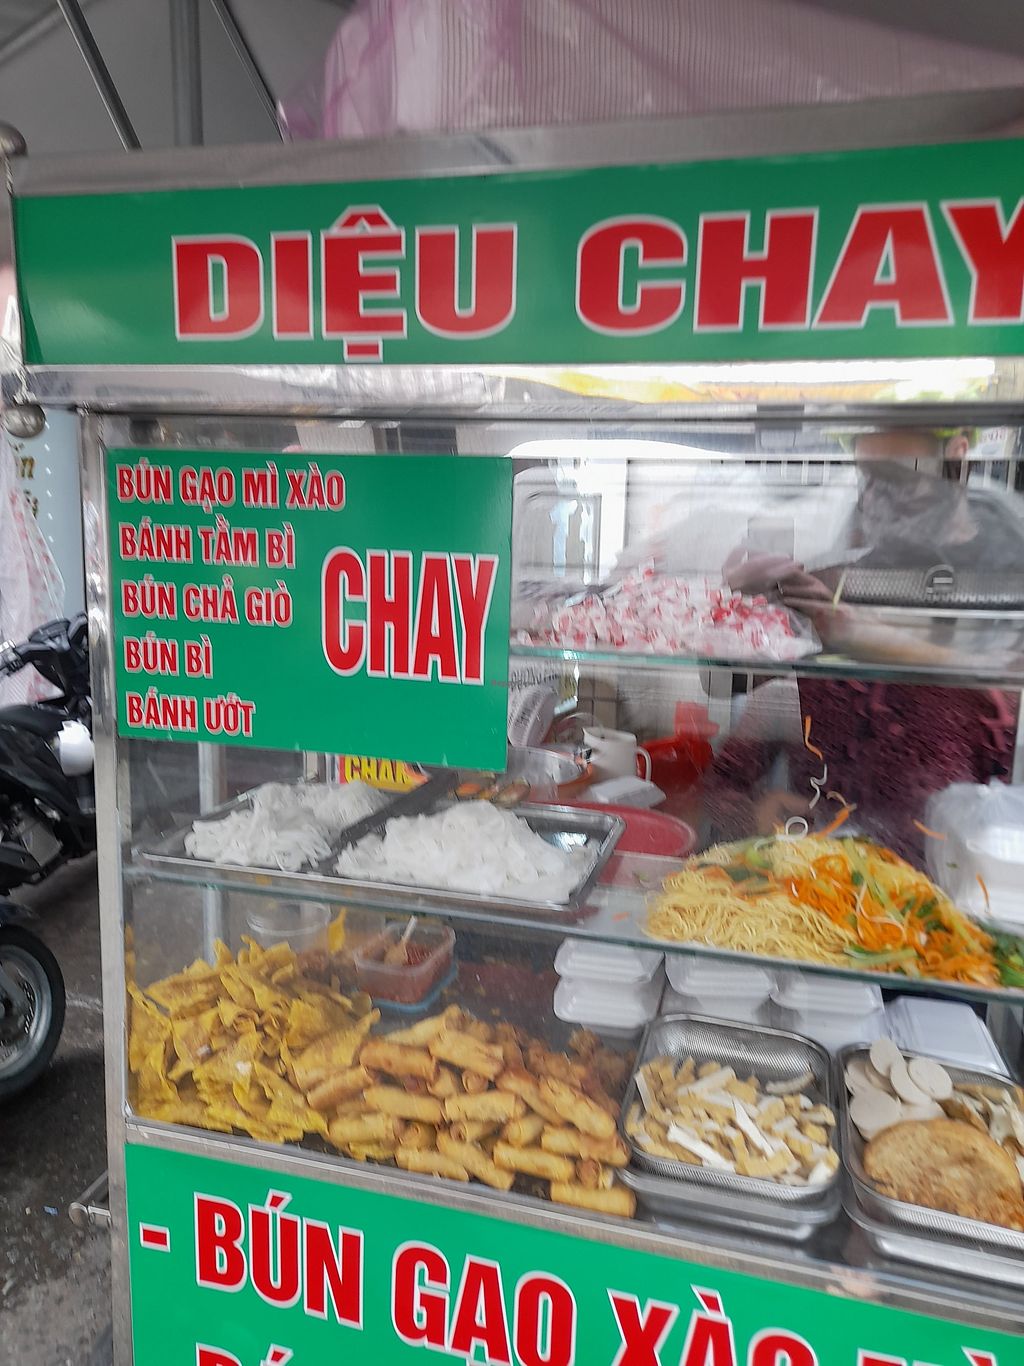 DIỆU CHAY
BÚN GẠO MÌ XÀO
BÁNH TẰM BÌ
BÚN CHẢ GIÒ
BÚN BÌ
BÁNH ƯỚT
CHAY
- BÚN GẠO XÀO